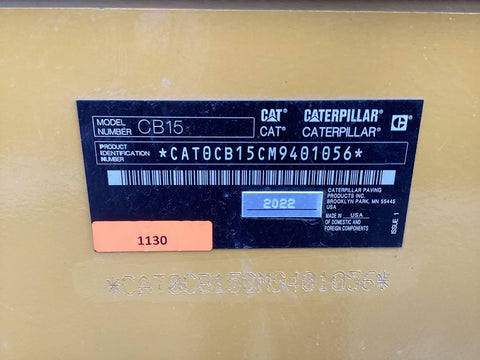 MODEL NUMBER CB15
CAT® CATERPILLAR®
CAT® CATERPILLAR®
PRODUCT IDENTIFICATION NUMBER *CAT0CB15CM9401056*
CATERPILLAR PAVING
PRODUCTS INC.
BROOKLYN PARK, MN 55445
USA
2022
MADE IN USA
OF DOMESTIC AND
FOREIGN COMPONENTS
ISSUE 1
1130
*CAT0CB15CM9401056*